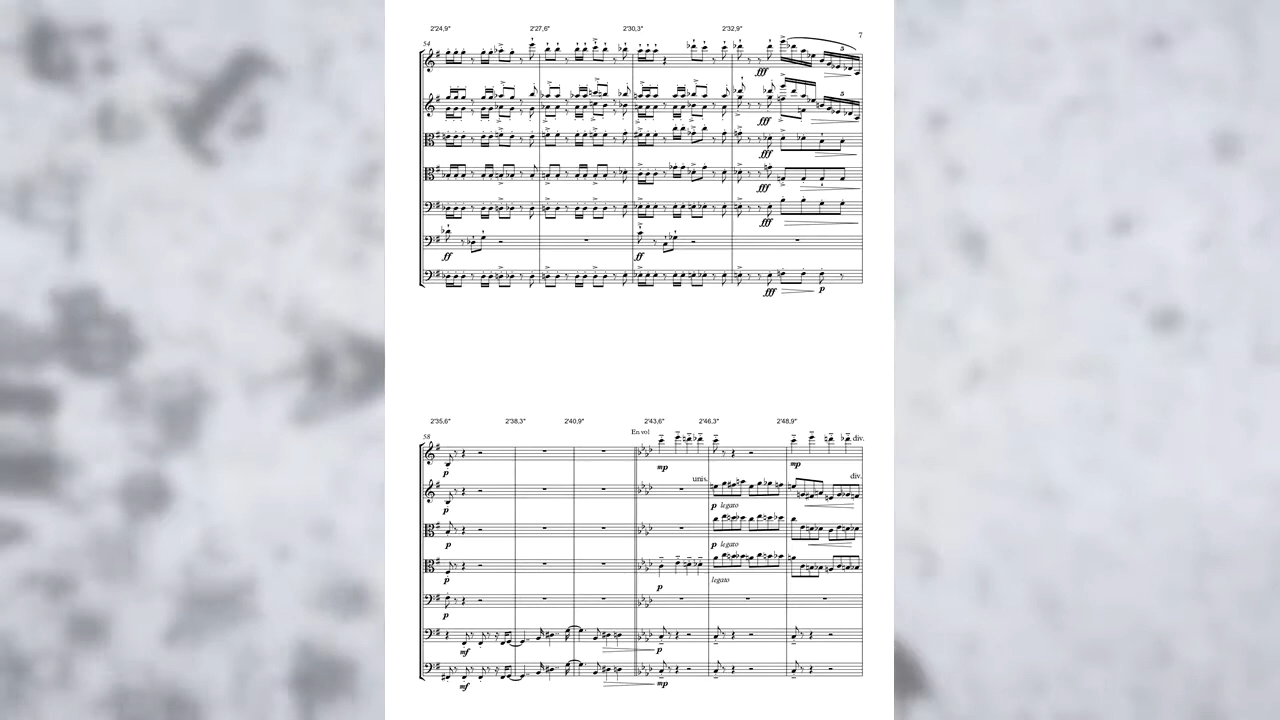 2'24,9" 2'27,6" 2'30,3" 2'32,9"
7
54
5
fff
5
fff
fff
fff
fff
ff ff
fff p
2'35,6" 2'38,3" 2'40,9" 2'43,6" 2'46,3" 2'48,9"
En vol
58
div.
p mp mp
unis. div.
p p legato
p p legato
p p legato
p
mf p
mf mp